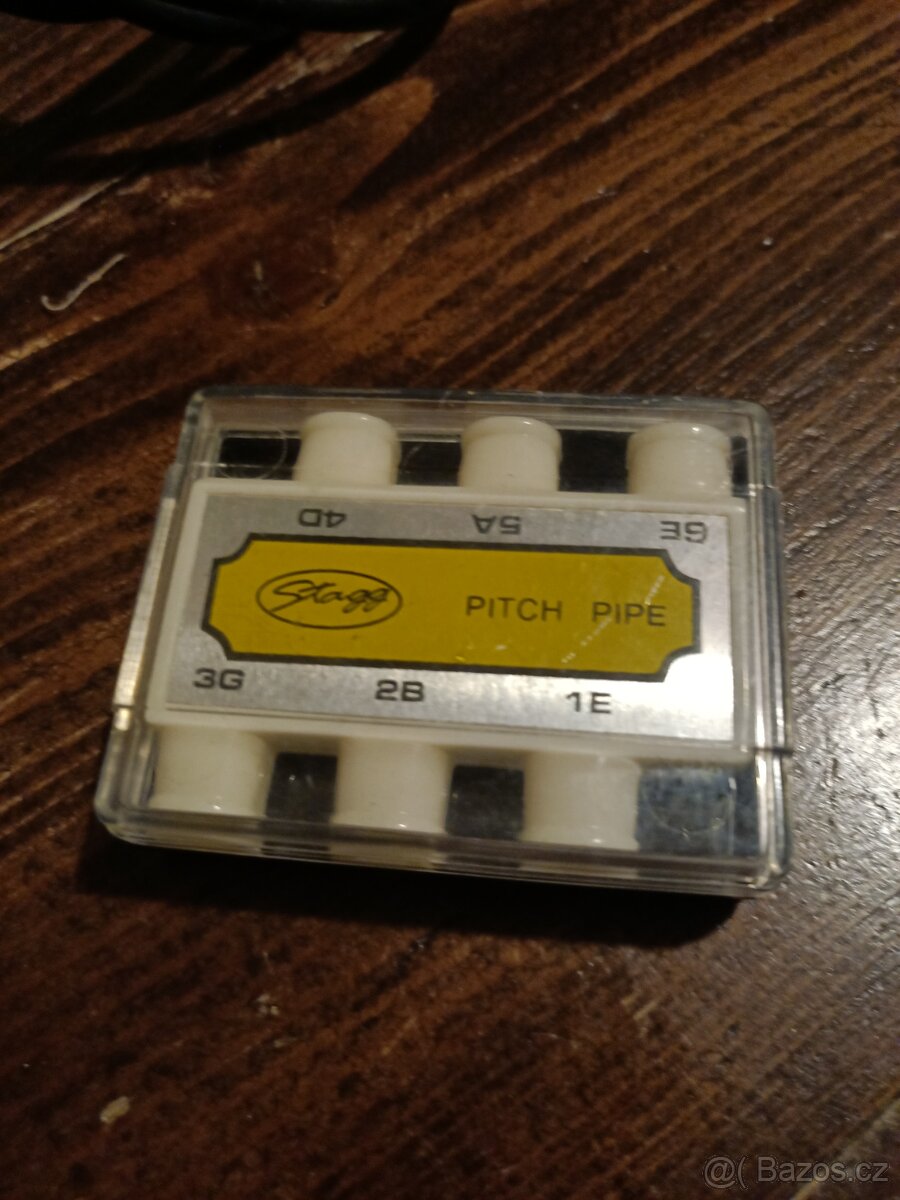 4D 5A 6E
Stagg PITCH PIPE
3G 2B 1E
@( Bazos.cz